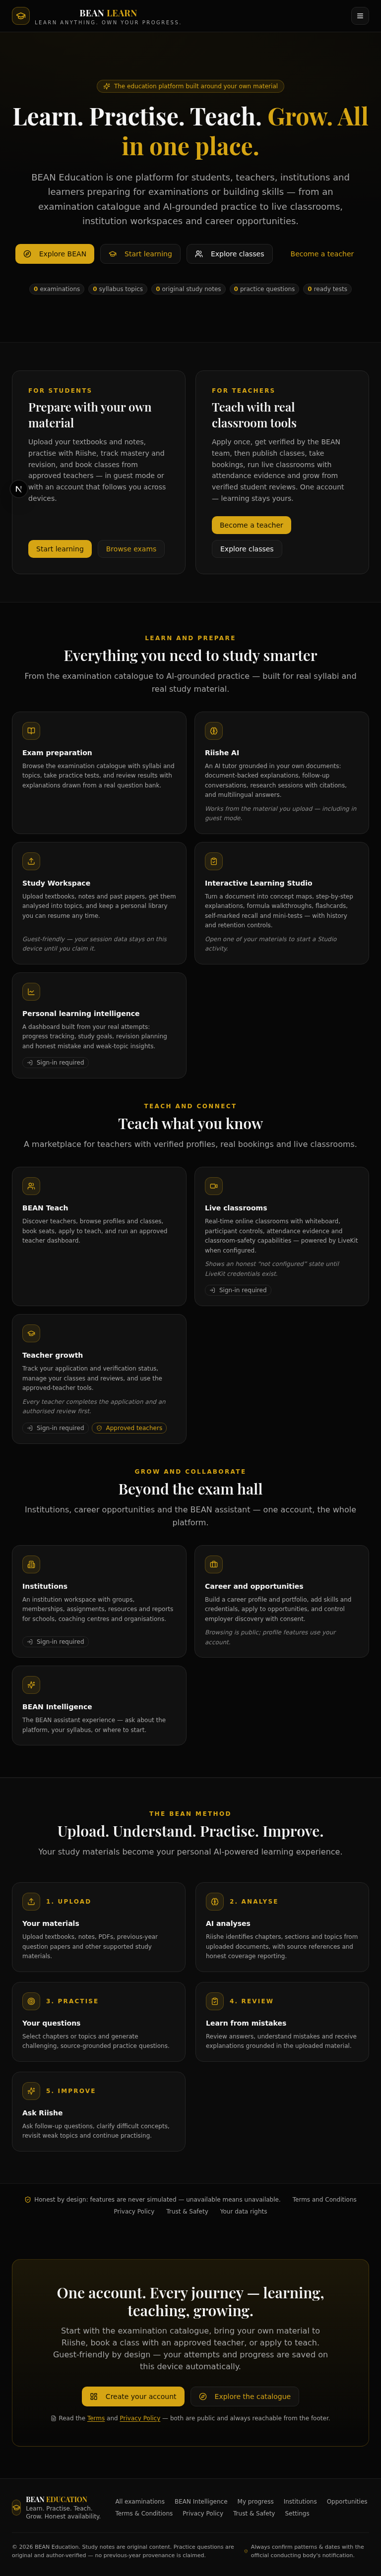 BEAN LEARN
LEARN ANYTHING. OWN YOUR PROGRESS.
The education platform built around your own material
Learn. Practise. Teach. Grow. All
in one place.
BEAN Education is one platform for students, teachers, institutions and
learners preparing for examinations or building skills — from an
examination catalogue and AI-grounded practice to live classrooms,
institution workspaces and career opportunities.
Explore BEAN
Start learning
Explore classes
Become a teacher
0 examinations
0 syllabus topics
0 original study notes
0 practice questions
0 ready tests
FOR STUDENTS
Prepare with your own
material
Upload your textbooks and notes,
practise with Riishe, track mastery and
revision, and book classes from
approved teachers — in guest mode or
with an account that follows you across
devices.
Start learning
Browse exams
FOR TEACHERS
Teach with real
classroom tools
Apply once, get verified by the BEAN
team, then publish classes, take
bookings, run live classrooms with
attendance evidence and grow from
verified student reviews. One account
— learning stays yours.
Become a teacher
Explore classes
N
LEARN AND PREPARE
Everything you need to study smarter
From the examination catalogue to AI-grounded practice — built for real syllabi and
real study material.
Exam preparation
Browse the examination catalogue with syllabi and
topics, take practice tests, and review results with
explanations drawn from a real question bank.
Riishe AI
An AI tutor grounded in your own documents:
document-backed explanations, follow-up
conversations, research sessions with citations,
and multilingual answers.
Works from the material you upload — including in
guest mode.
Study Workspace
Upload textbooks, notes and past papers, get them
analysed into topics, and keep a personal library
you can resume any time.
Guest-friendly — your session data stays on this
device until you claim it.
Interactive Learning Studio
Turn a document into concept maps, step-by-step
explanations, formula walkthroughs, flashcards,
self-marked recall and mini-tests — with history
and retention controls.
Open one of your materials to start a Studio
activity.
Personal learning intelligence
A dashboard built from your real attempts:
progress tracking, study goals, revision planning
and honest mistake and weak-topic insights.
Sign-in required
TEACH AND CONNECT
Teach what you know
A marketplace for teachers with verified profiles, real bookings and live classrooms.
BEAN Teach
Discover teachers, browse profiles and classes,
book seats, apply to teach, and run an approved
teacher dashboard.
Live classrooms
Real-time online classrooms with whiteboard,
participant controls, attendance evidence and
classroom-safety capabilities — powered by LiveKit
when configured.
Shows an honest “not configured” state until
LiveKit credentials exist.
Sign-in required
Teacher growth
Track your application and verification status,
manage your classes and reviews, and use the
approved-teacher tools.
Every teacher completes the application and an
authorised review first.
Sign-in required
Approved teachers
GROW AND COLLABORATE
Beyond the exam hall
Institutions, career opportunities and the BEAN assistant — one account, the whole
platform.
Institutions
An institution workspace with groups,
memberships, assignments, resources and reports
for schools, coaching centres and organisations.
Sign-in required
Career and opportunities
Build a career profile and portfolio, add skills and
credentials, apply to opportunities, and control
employer discovery with consent.
Browsing is public; profile features use your
account.
BEAN Intelligence
The BEAN assistant experience — ask about the
platform, your syllabus, or where to start.
THE BEAN METHOD
Upload. Understand. Practise. Improve.
Your study materials become your personal AI-powered learning experience.
1. UPLOAD
Your materials
Upload textbooks, notes, PDFs, previous-year
question papers and other supported study
materials.
2. ANALYSE
AI analyses
Riishe identifies chapters, sections and topics from
uploaded documents, with source references and
honest coverage reporting.
3. PRACTISE
Your questions
Select chapters or topics and generate
challenging, source-grounded practice questions.
4. REVIEW
Learn from mistakes
Review answers, understand mistakes and receive
explanations grounded in the uploaded material.
5. IMPROVE
Ask Riishe
Ask follow-up questions, clarify difficult concepts,
revisit weak topics and continue practising.
Honest by design: features are never simulated — unavailable means unavailable.
Terms and Conditions
Privacy Policy
Trust & Safety
Your data rights
One account. Every journey — learning,
teaching, growing.
Start with the examination catalogue, bring your own material to
Riishe, book a class with an approved teacher, or apply to teach.
Guest-friendly by design — your attempts and progress are saved on
this device automatically.
Create your account
Explore the catalogue
Read the Terms and Privacy Policy — both are public and always reachable from the footer.
BEAN EDUCATION
Learn. Practise. Teach.
Grow. Honest availability.
All examinations
BEAN Intelligence
My progress
Institutions
Opportunities
Terms & Conditions
Privacy Policy
Trust & Safety
Settings
© 2026 BEAN Education. Study notes are original content. Practice questions are
original and author-verified — no previous-year provenance is claimed.
Always confirm patterns & dates with the
official conducting body's notification.